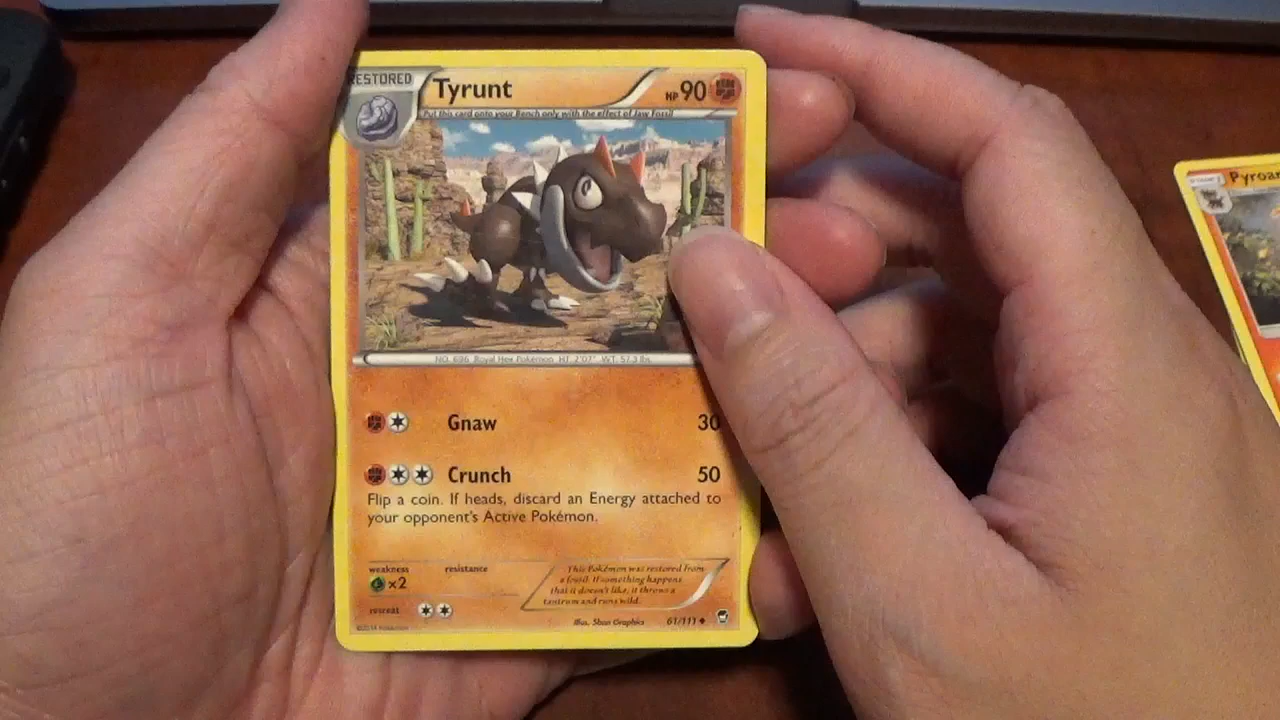 RESTORED
Tyrunt
HP 90
Put this card onto your Bench only with the effect of Jaw Fossil
NO. 696 Royal Heir Pokémon HT: 2'07" WT: 57.3 lbs.
Gnaw 30
Crunch 50
Flip a coin. If heads, discard an Energy attached to
your opponent's Active Pokémon.
weakness resistance
×2
retreat
This Pokémon was restored from
a fossil. If something happens
that it doesn't like, it throws a
tantrum and runs wild.
©2014 Pokémon
Illus. 5ban Graphics 61/111
Pyroar